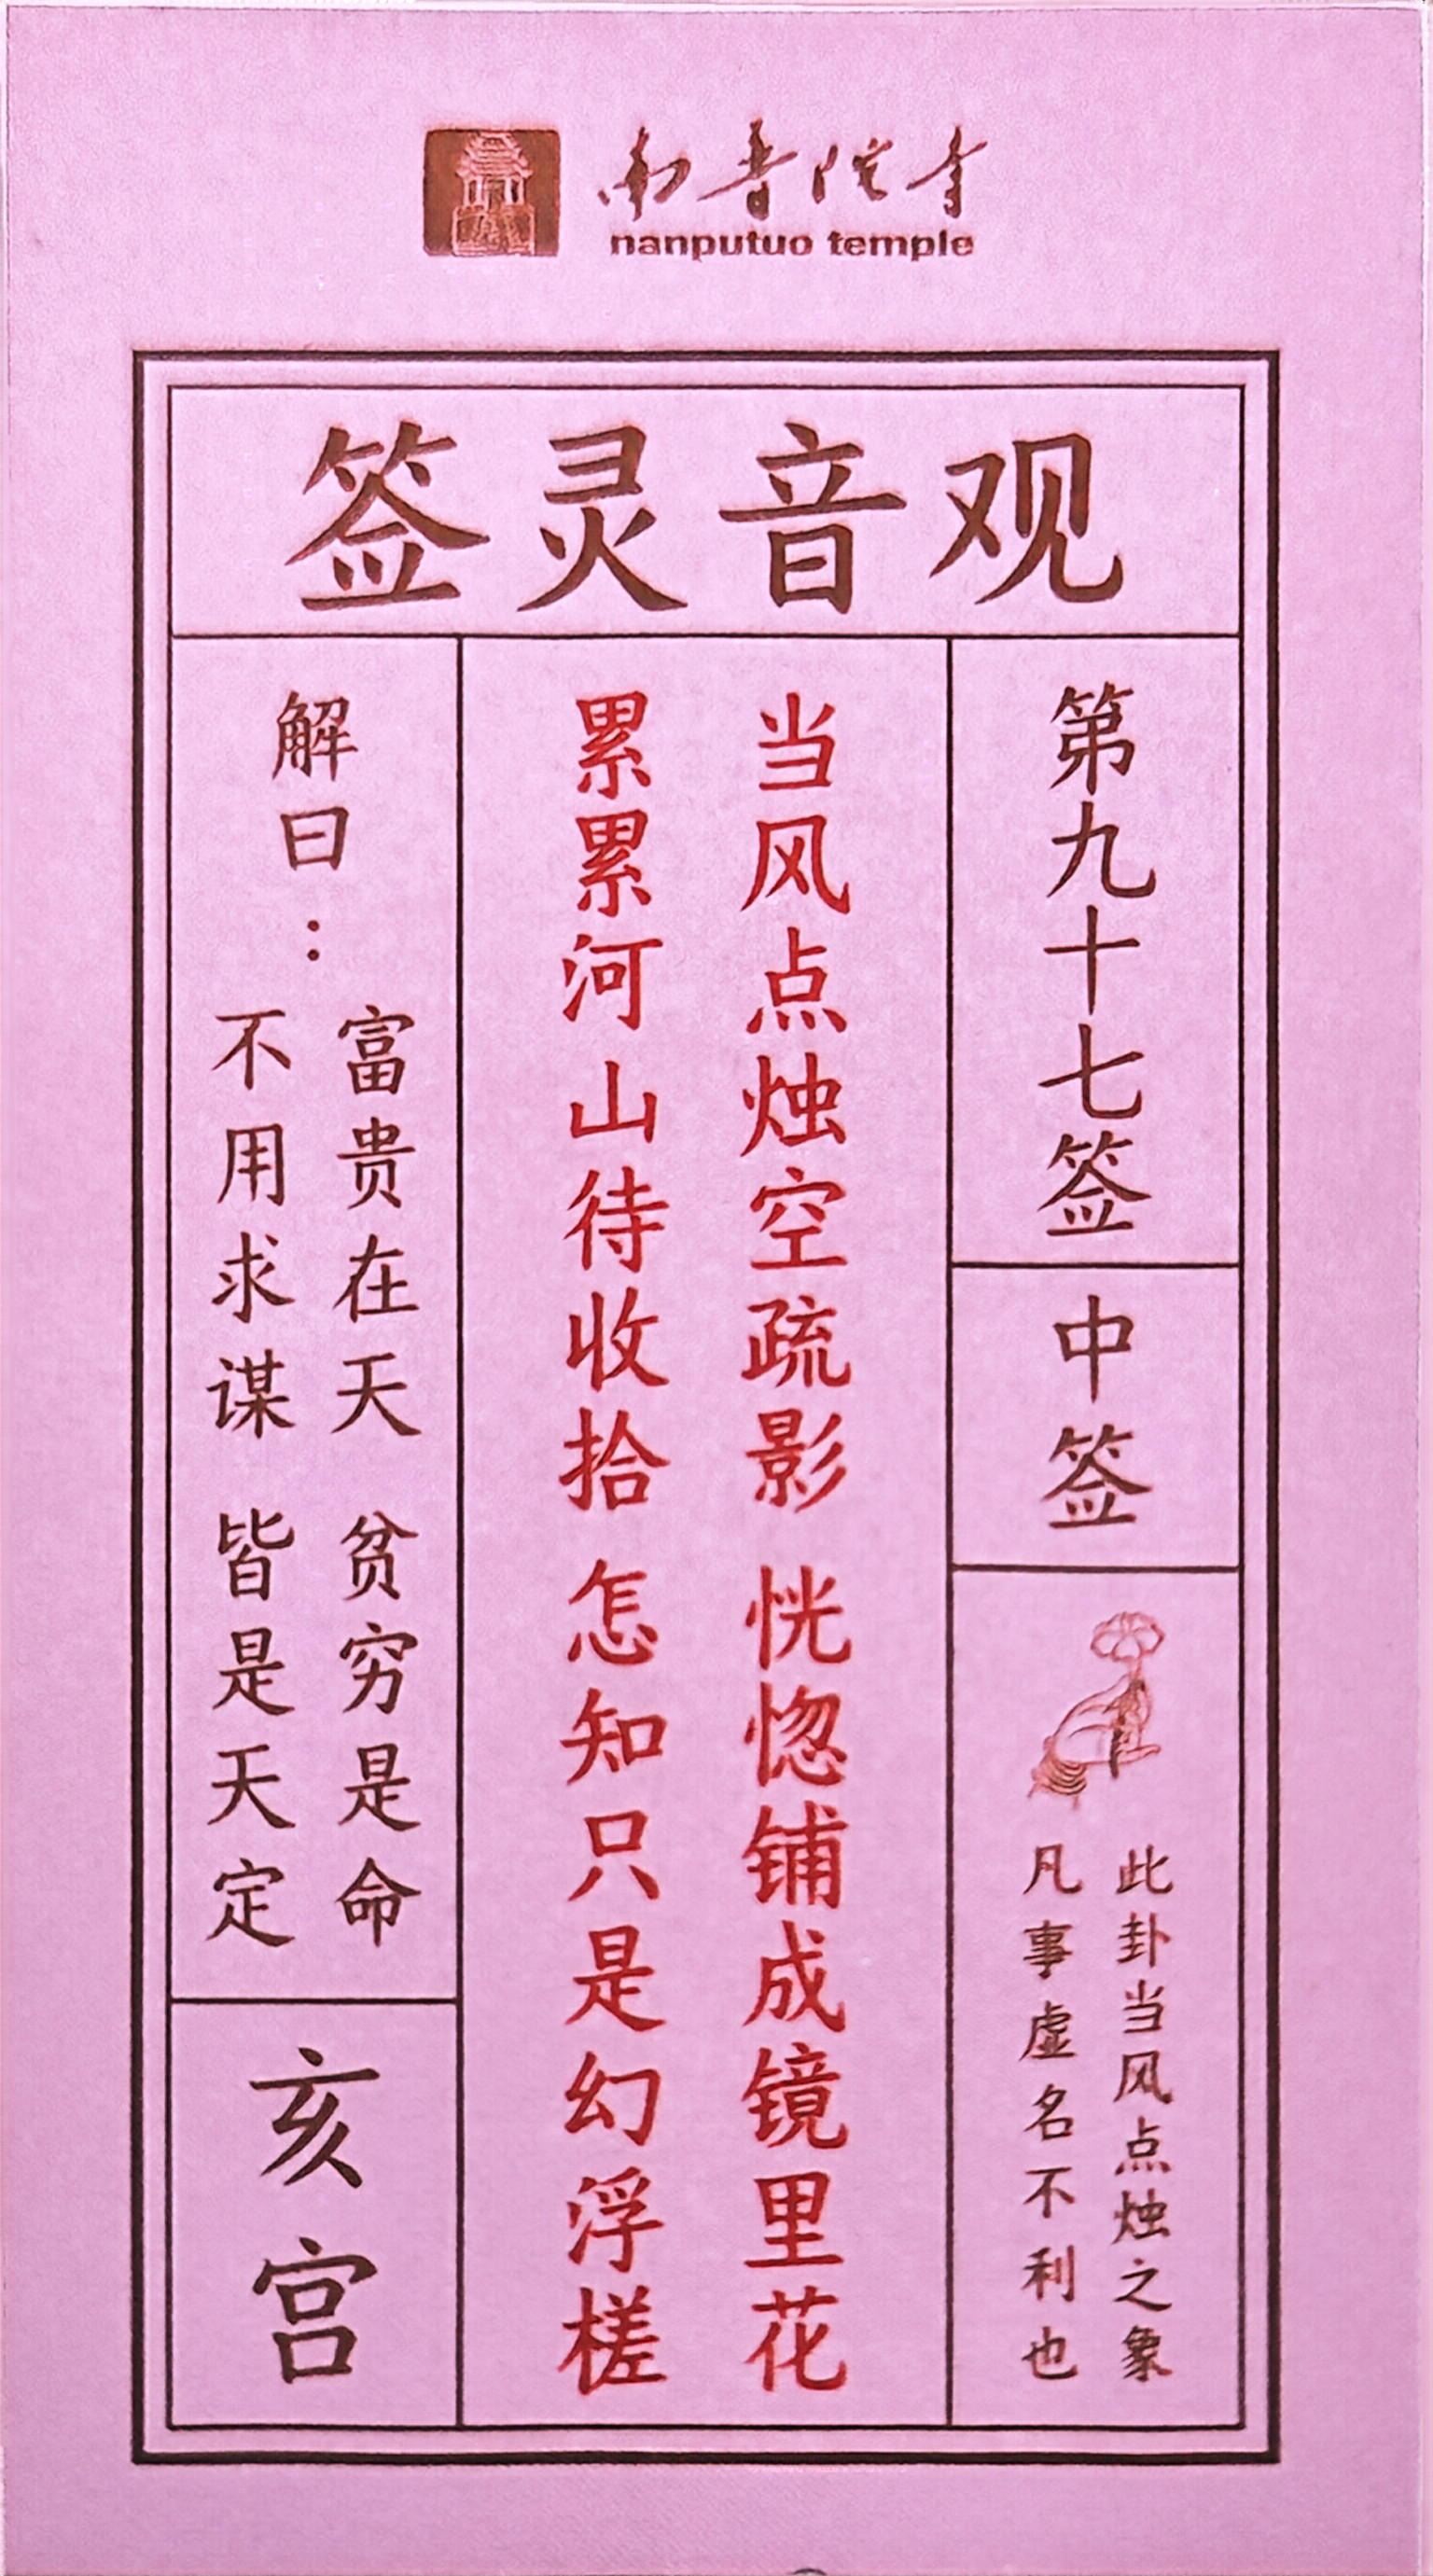 南普陀寺
nanputuo temple
观音灵签
第九十七签
中签
此卦当风点烛之象
凡事虚名不利也
当风点烛空疏影 恍惚铺成镜里花
累累河山待收拾 怎知只是幻浮槎
解曰：
富贵在天 贫穷是命
不用求谋 皆是天定
亥宫